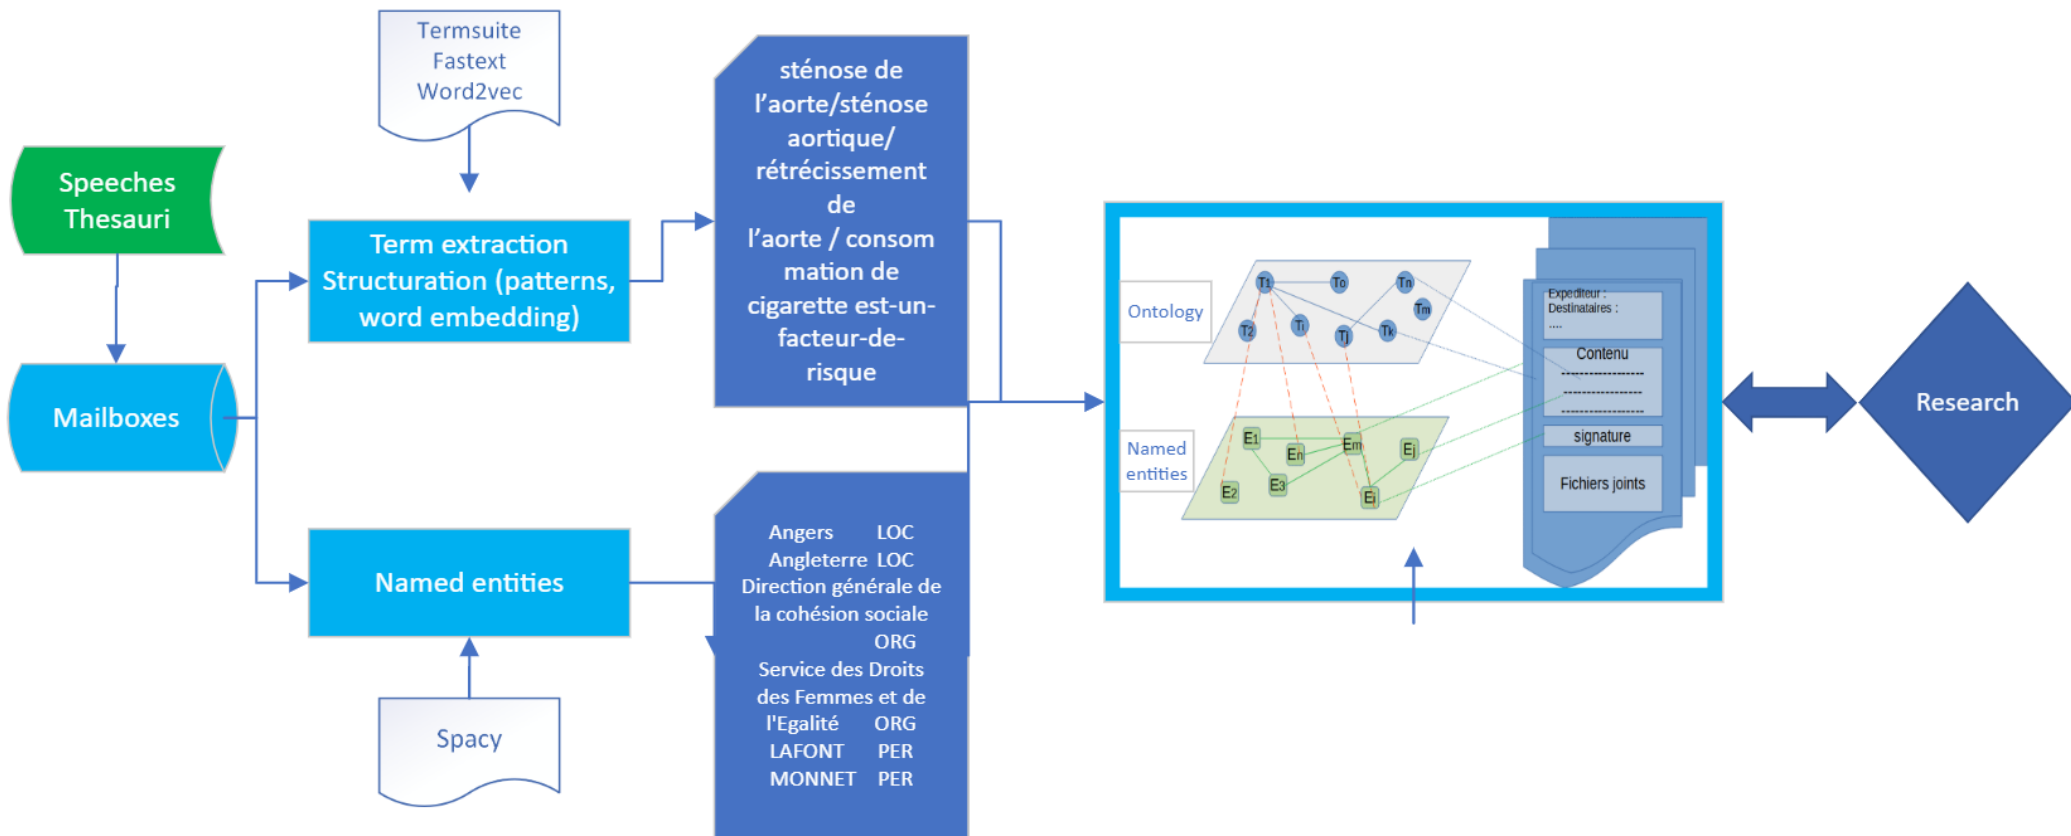 Termsuite
Fastext
Word2vec
Speeches
Thesauri
Mailboxes
Term extraction
Structuration (patterns,
word embedding)
Named entities
Spacy
sténose de
l'aorte/sténose
aortique/
rétrécissement
de
l'aorte / consom
mation de
cigarette est-un-
facteur-de-
risque
Angers LOC
Angleterre LOC
Direction générale de
la cohésion sociale
ORG
Service des Droits
des Femmes et de
l'Egalité ORG
LAFONT PER
MONNET PER
Ontology
T1 To Tn
Tm
T2 Ti Tj Tk
Named
entities
E1 En Em Ej
E2 E3 Ei
Expéditeur :
Destinataires :
....
Contenu
--------------------
-------------------
--------------------
signature
Fichiers joints
Research